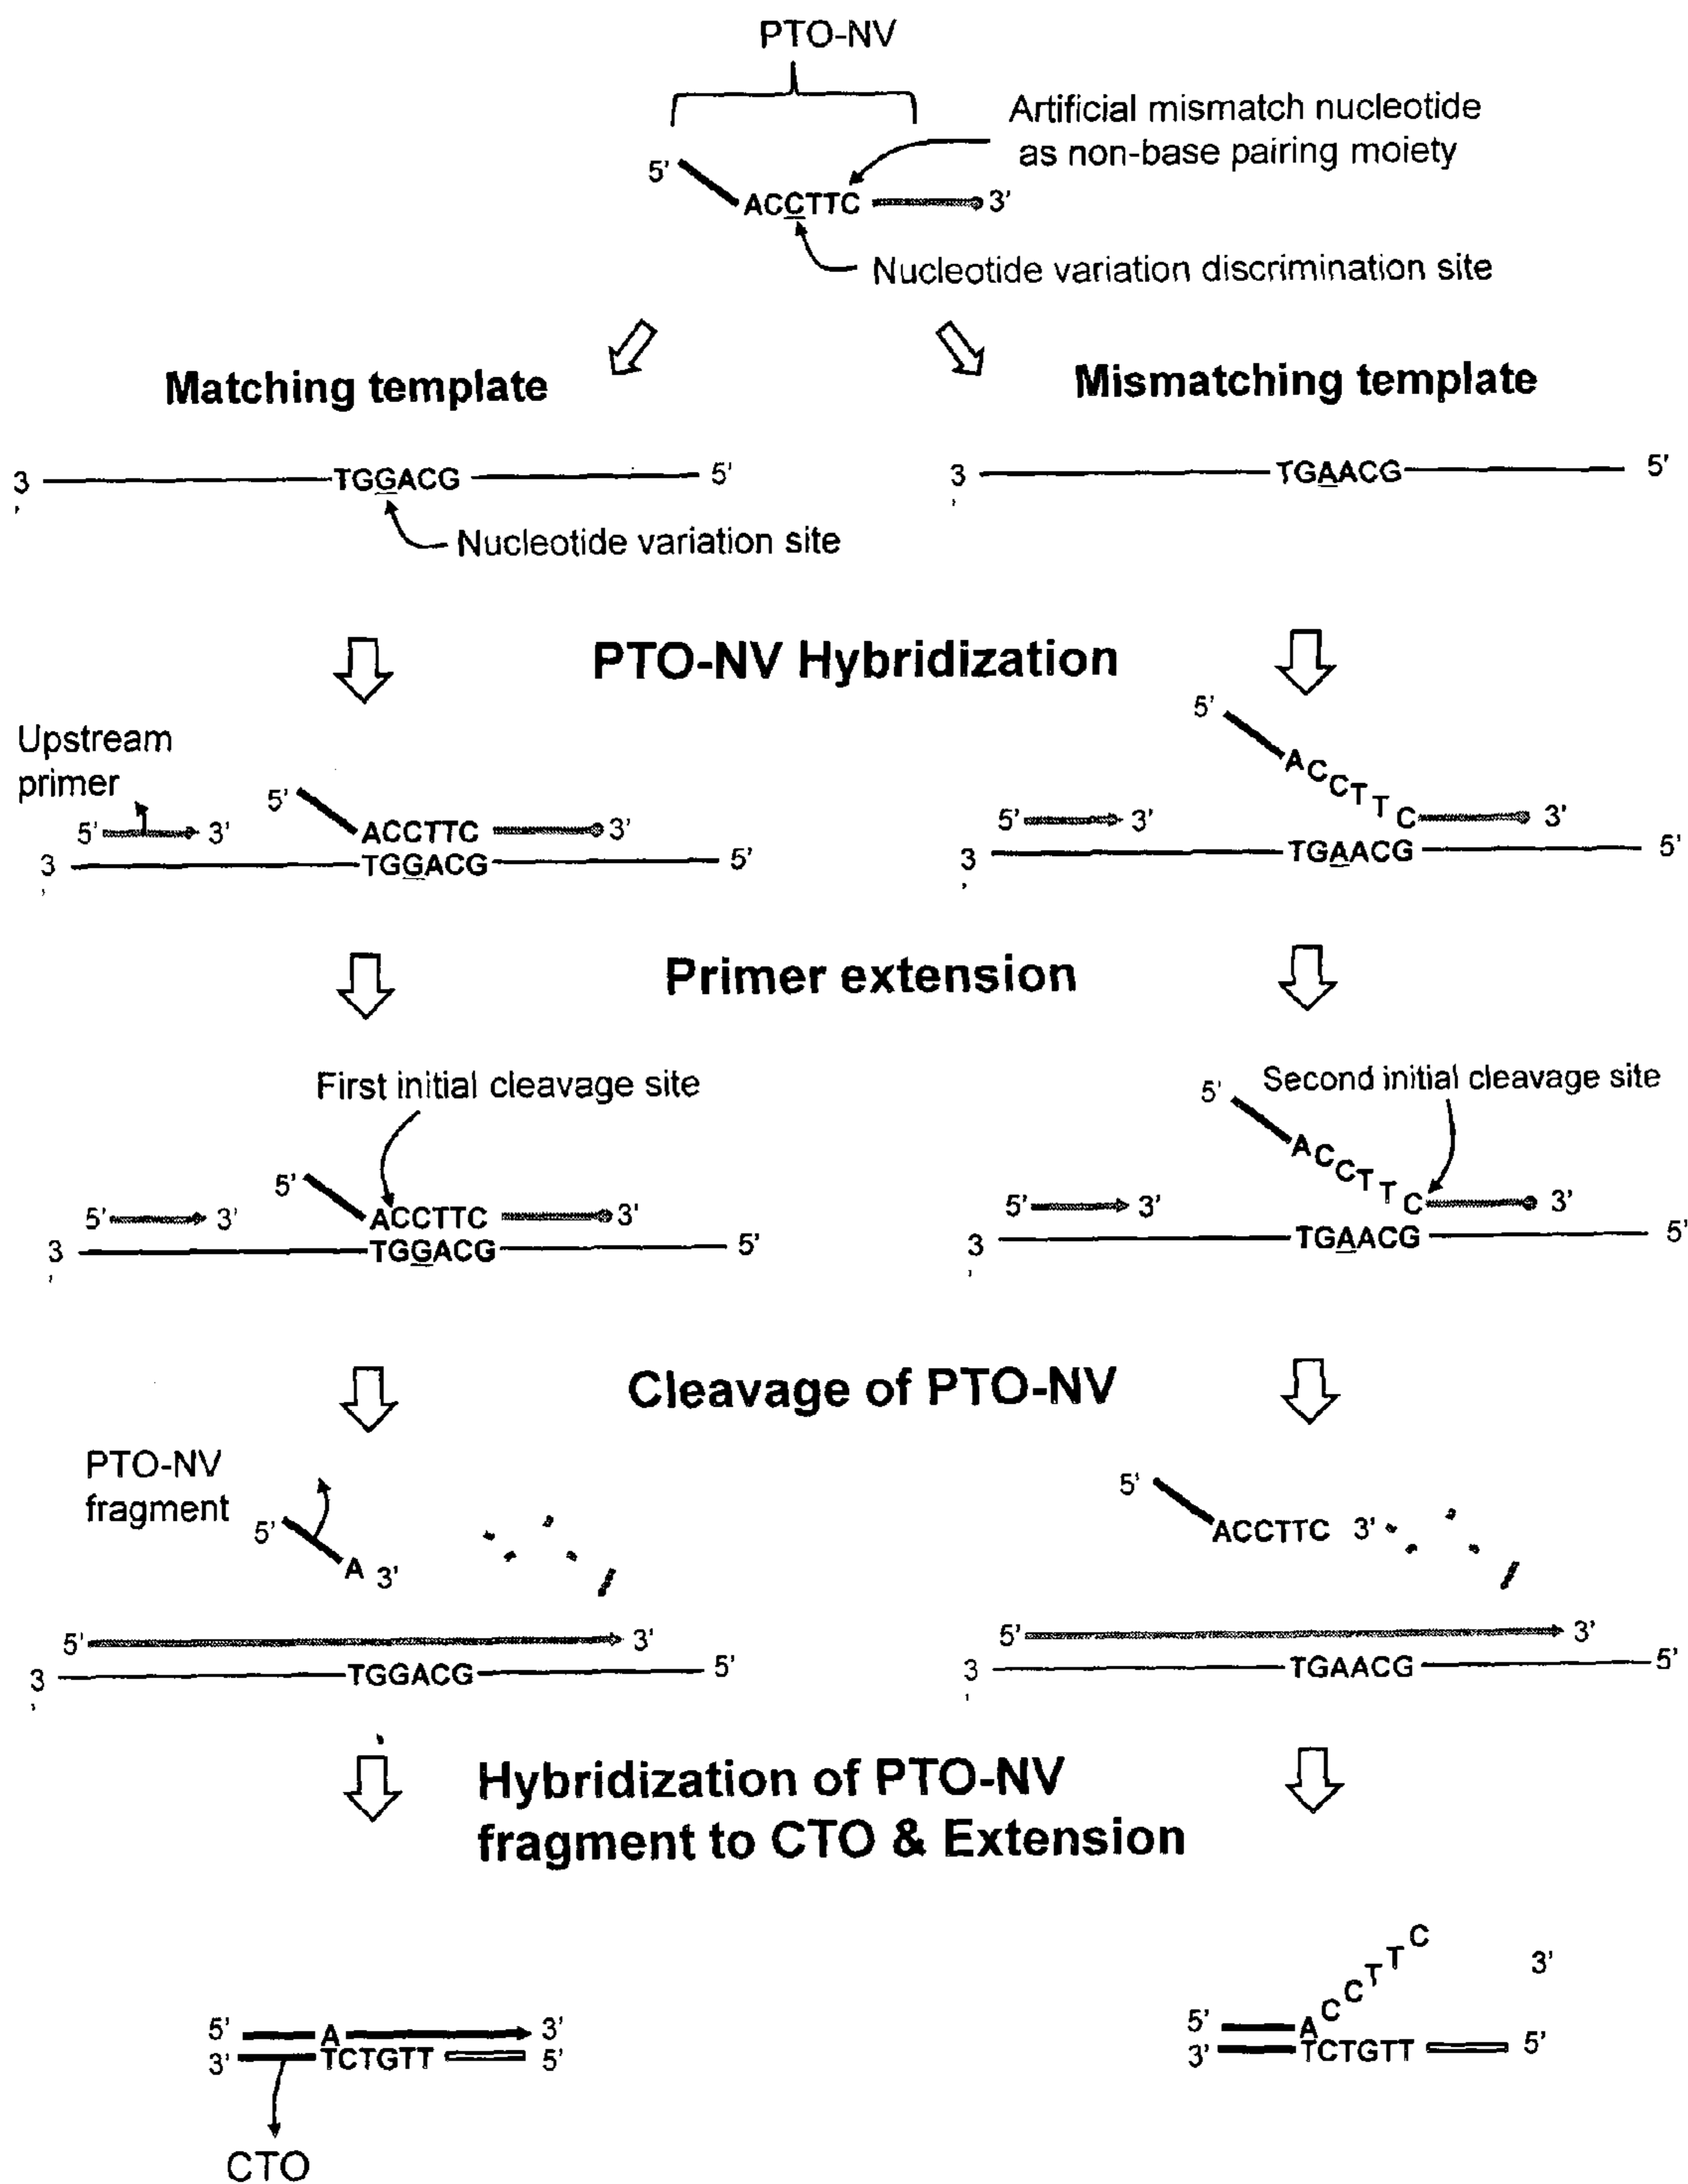 PTO-NV
Artificial mismatch nucleotide
as non-base pairing moiety
5'
ACCTTC 3'
Nucleotide variation discrimination site
Matching template Mismatching template
3' TGGACG 5' 3' TGAACG 5'
Nucleotide variation site
PTO-NV Hybridization
Upstream
primer
5' 5'
5' 3' ACCTTC 3' 5' 3' ACCTTC 3'
3' TGGACG 5' 3' TGAACG 5'
Primer extension
First initial cleavage site Second initial cleavage site
5' 5'
5' 3' ACCTTC 3' 5' 3' ACCTTC 3'
3' TGGACG 5' 3' TGAACG 5'
Cleavage of PTO-NV
PTO-NV
fragment
5' A 3' 5' ACCTTC 3'
5' 3' 5' 3'
3' TGGACG 5' 3' TGAACG 5'
Hybridization of PTO-NV
fragment to CTO & Extension
5' A 3' 5' ACCTTC 3'
3' TCTGTT 5' 3' TCTGTT 5'
CTO